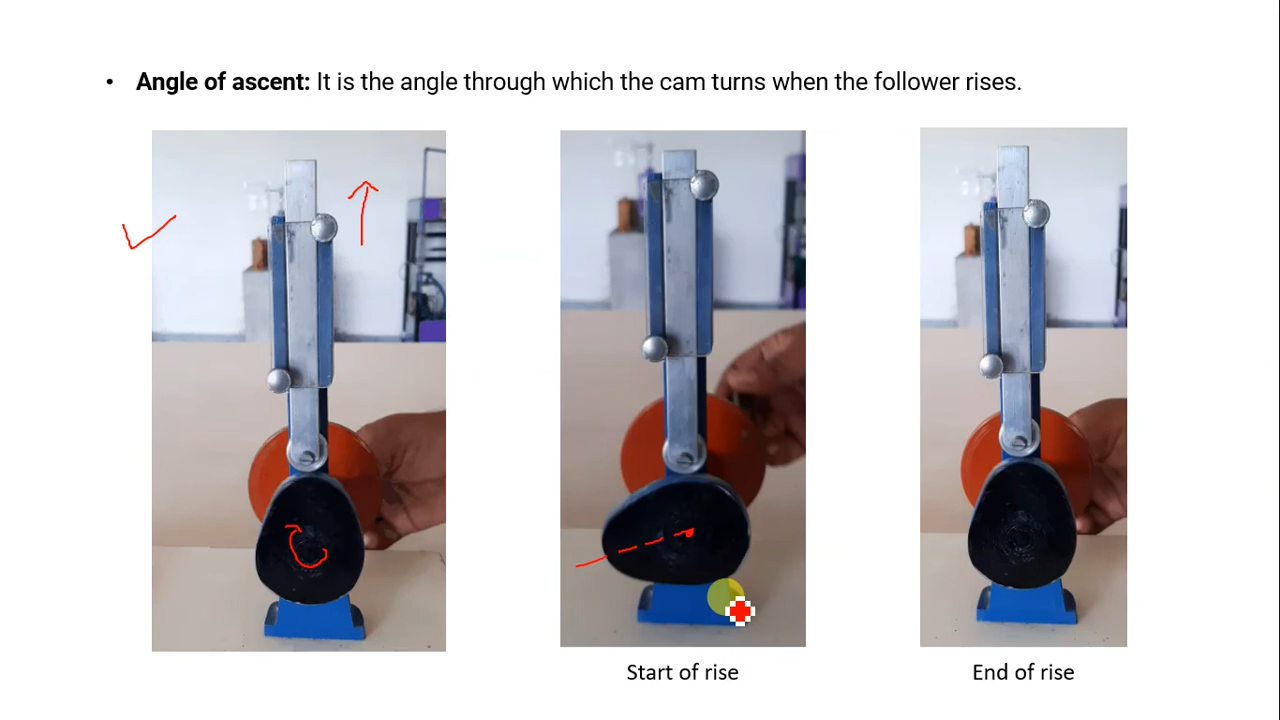 • Angle of ascent: It is the angle through which the cam turns when the follower rises.
Start of rise
End of rise